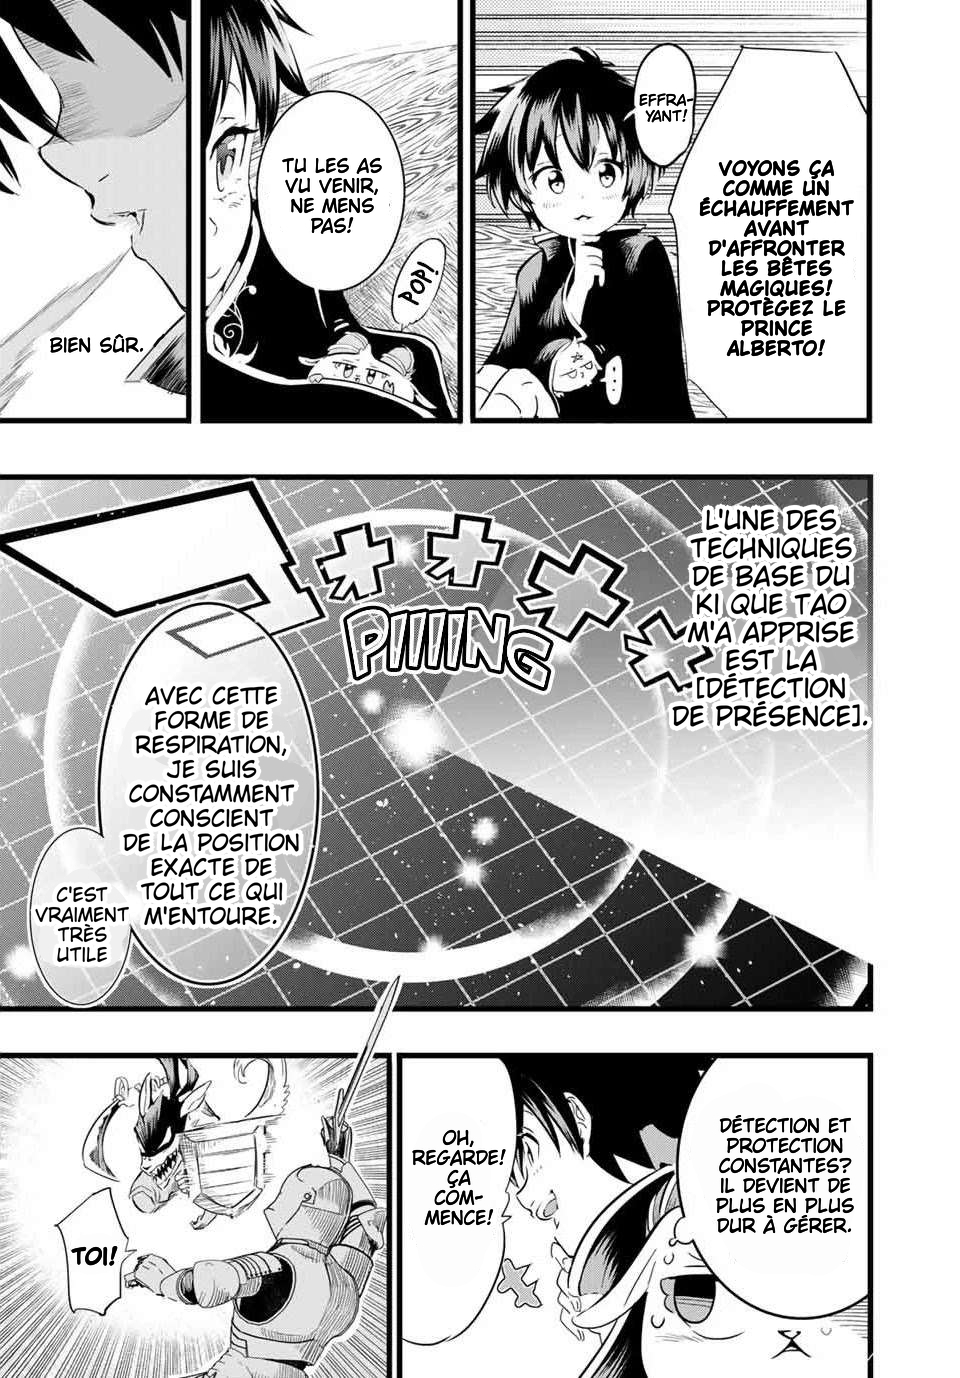 VOYONS ÇA
COMME UN
ÉCHAUFFEMENT
AVANT
D'AFFRONTER
LES BÊTES
MAGIQUES!
PROTÈGEZ LE
PRINCE
ALBERTO!
EFFRA-
YANT!
...
TU LES AS
VU VENIR,
NE MENS
PAS!
POP!
BIEN SÛR.
L'UNE DES
TECHNIQUES
DE BASE DU
KI QUE TAO
M'A APPRISE
EST LA
[DÉTECTION
DE PRÉSENCE].
PIIIIING
AVEC CETTE
FORME DE
RESPIRATION,
JE SUIS
CONSTAMMENT
CONSCIENT
DE LA POSITION
EXACTE DE
TOUT CE QUI
M'ENTOURE.
C'EST
VRAIMENT
TRÈS
UTILE
DÉTECTION ET
PROTECTION
CONSTANTES?
IL DEVIENT DE
PLUS EN PLUS
DUR À GÉRER.
OH,
REGARDE!
ÇA
COM-
MENCE!
TOI!